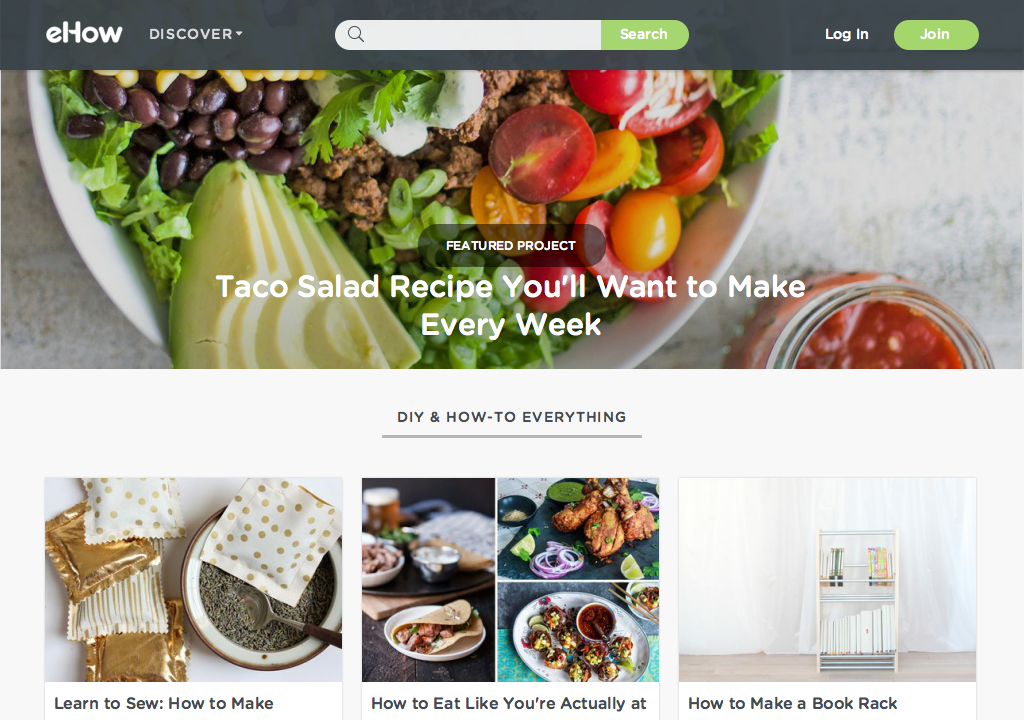 eHow
DISCOVER
Search
Log In
Join
FEATURED PROJECT
Taco Salad Recipe You'll Want to Make
Every Week
DIY & HOW-TO EVERYTHING
Learn to Sew: How to Make
How to Eat Like You're Actually at
How to Make a Book Rack